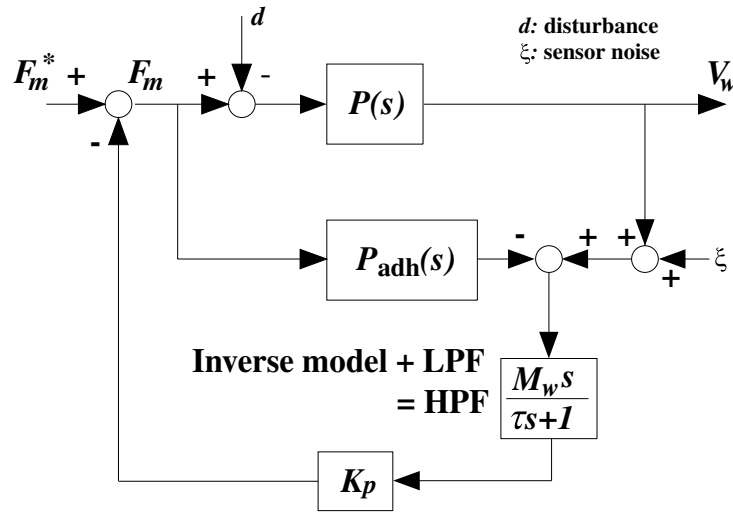 d
d: disturbance
ξ: sensor noise
F_m^* + F_m + - P(s) V_w
-
P_adh(s) - + + ξ
+
Inverse model + LPF
= HPF
M_w s
τs+1
K_p